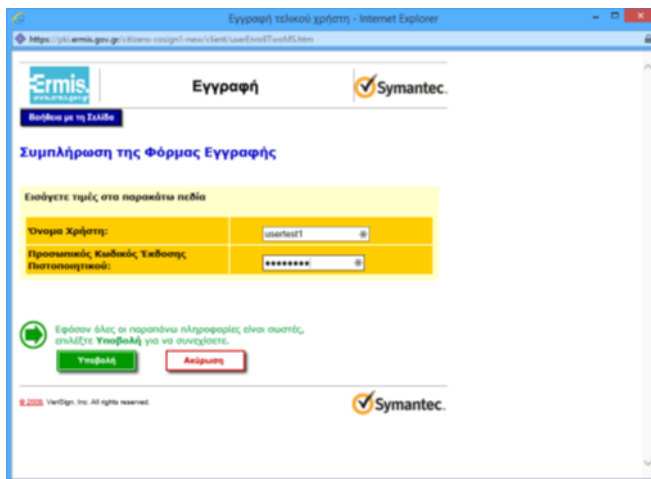 Εγγραφή τελικού χρήστη - Internet Explorer
https://pki.ermis.gov.gr/citizens-cosign1-new/client/userEnrollTwoMS.htm
Ermis.
www.ermis.gov.gr
Εγγραφή
Symantec.
Βοήθεια με τη Σελίδα
Συμπλήρωση της Φόρμας Εγγραφής
Εισάγετε τιμές στα παρακάτω πεδία
Όνομα Χρήστη:
usertest1
Προσωπικός Κωδικός Έκδοσης
Πιστοποιητικού:
Εφόσον όλες οι παραπάνω πληροφορίες είναι σωστές,
επιλέξτε Υποβολή για να συνεχίσετε.
Υποβολή
Ακύρωση
© 2008, VeriSign, Inc. All rights reserved.
Symantec.